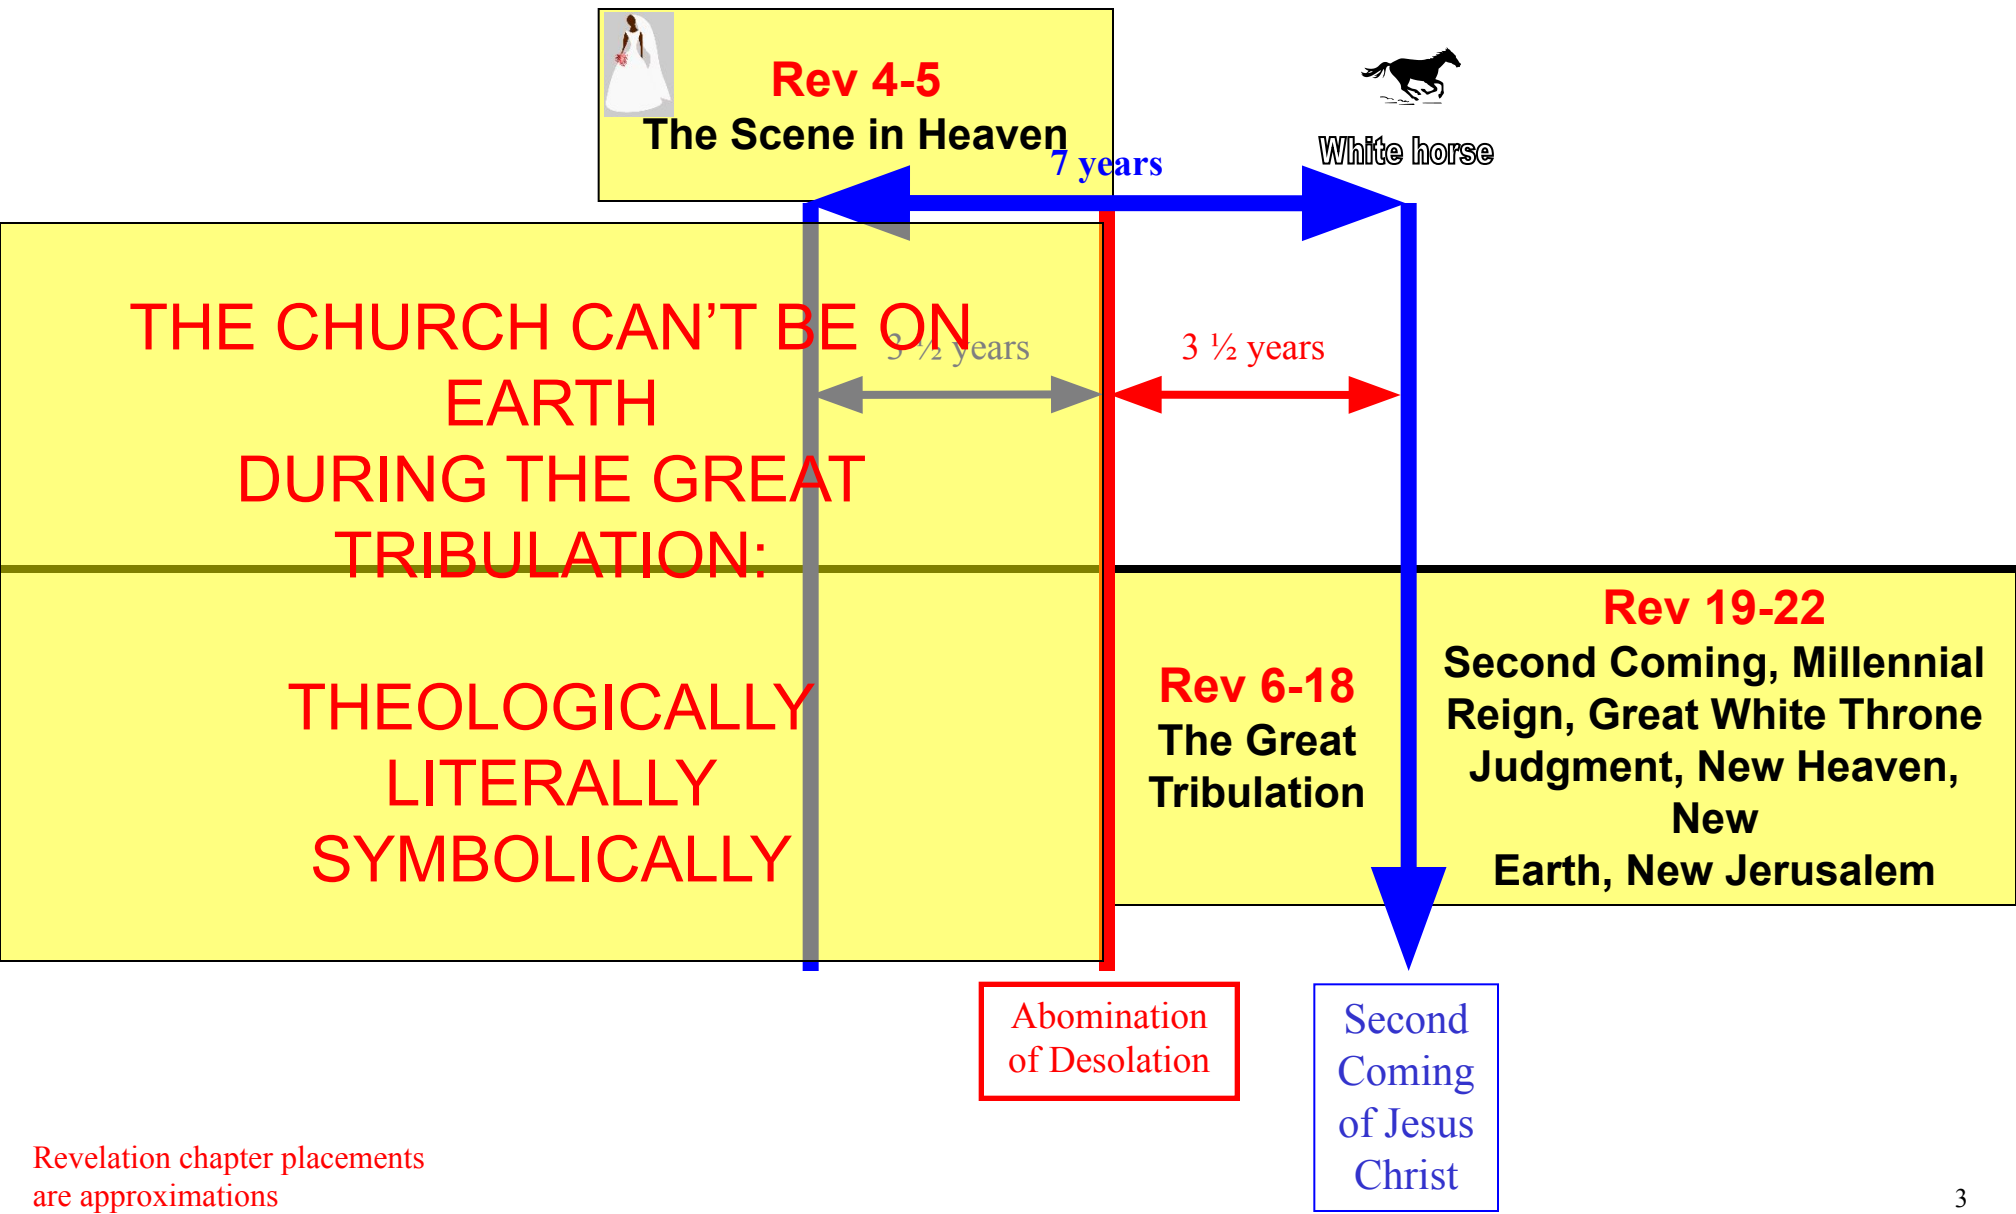 Rev 4-5
The Scene in Heaven
7 years
White horse
THE CHURCH CAN’T BE ON
EARTH
DURING THE GREAT
TRIBULATION:
THEOLOGICALLY
LITERALLY
SYMBOLICALLY
3 ½ years
3 ½ years
Rev 6-18
The Great
Tribulation
Rev 19-22
Second Coming, Millennial
Reign, Great White Throne
Judgment, New Heaven,
New
Earth, New Jerusalem
Abomination
of Desolation
Second
Coming
of Jesus
Christ
Revelation chapter placements
are approximations
3